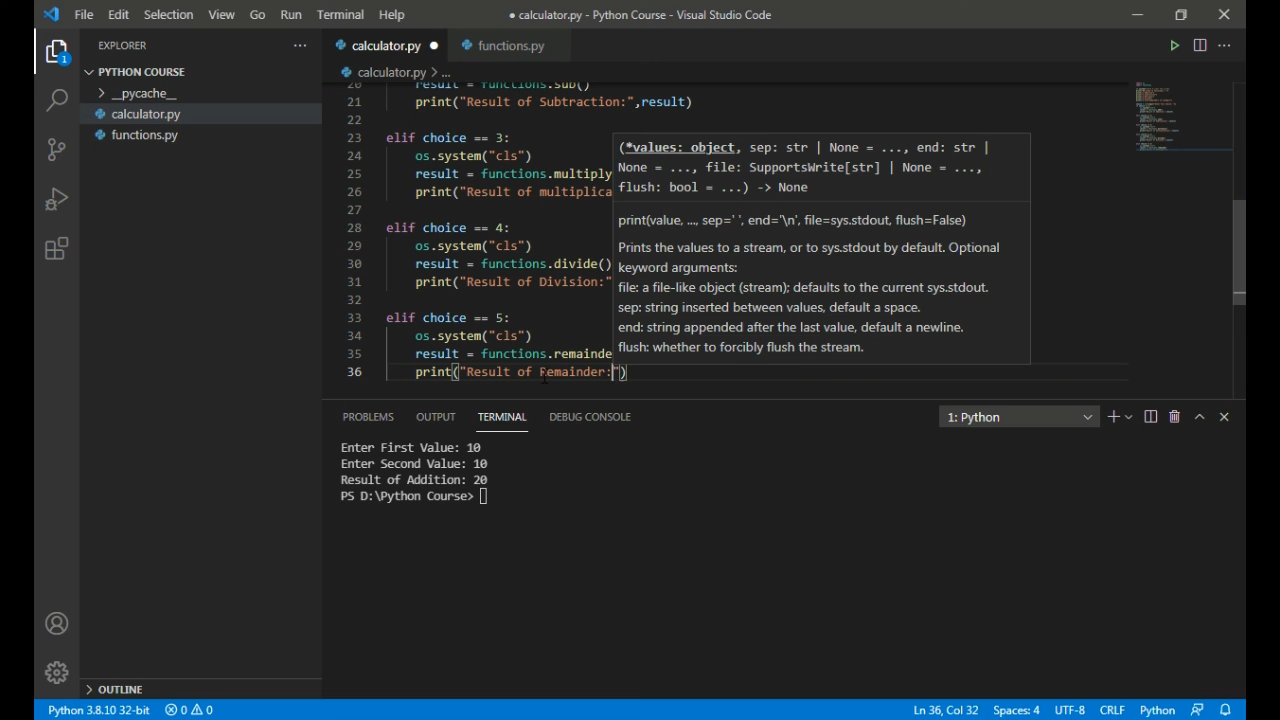 File Edit Selection View Go Run Terminal Help
● calculator.py - Python Course - Visual Studio Code
EXPLORER
PYTHON COURSE
__pycache__
calculator.py
functions.py
OUTLINE
calculator.py
functions.py
calculator.py > ...
20 result = functions.sub()
21 print("Result of Subtraction:",result)
22
23 elif choice == 3:
24 os.system("cls")
25 result = functions.multiply
26 print("Result of multiplica
27
28 elif choice == 4:
29 os.system("cls")
30 result = functions.divide()
31 print("Result of Division:"
32
33 elif choice == 5:
34 os.system("cls")
35 result = functions.remainde
36 print("Result of Remainder:")
(*values: object, sep: str | None = ..., end: str |
None = ..., file: SupportsWrite[str] | None = ...,
flush: bool = ...) -> None
print(value, ..., sep=' ', end='\n', file=sys.stdout, flush=False)
Prints the values to a stream, or to sys.stdout by default. Optional
keyword arguments:
file: a file-like object (stream); defaults to the current sys.stdout.
sep: string inserted between values, default a space.
end: string appended after the last value, default a newline.
flush: whether to forcibly flush the stream.
PROBLEMS OUTPUT TERMINAL DEBUG CONSOLE
1: Python
Enter First Value: 10
Enter Second Value: 10
Result of Addition: 20
PS D:\Python Course>
1
Python 3.8.10 32-bit 0 0 Ln 36, Col 32 Spaces: 4 UTF-8 CRLF Python